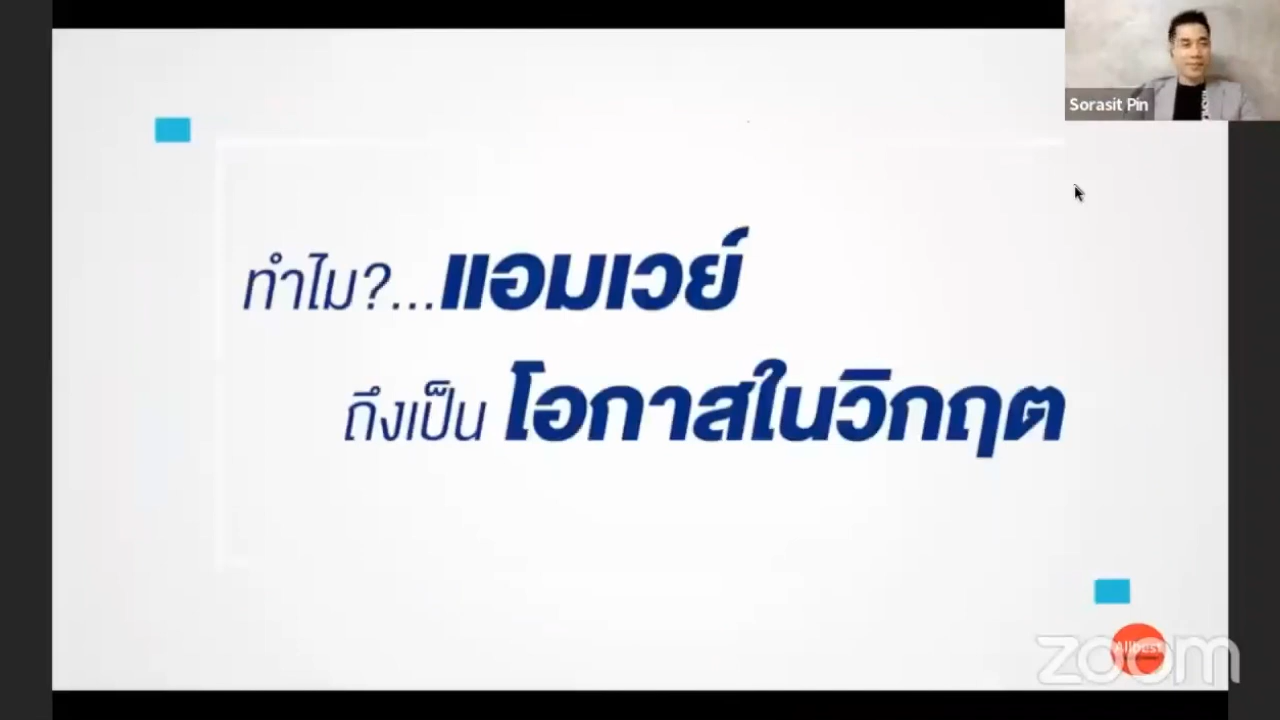 Sorasit Pin
ทำไม?...แอมเวย์
ถึงเป็น โอกาสในวิกฤต
Allbest
zoom